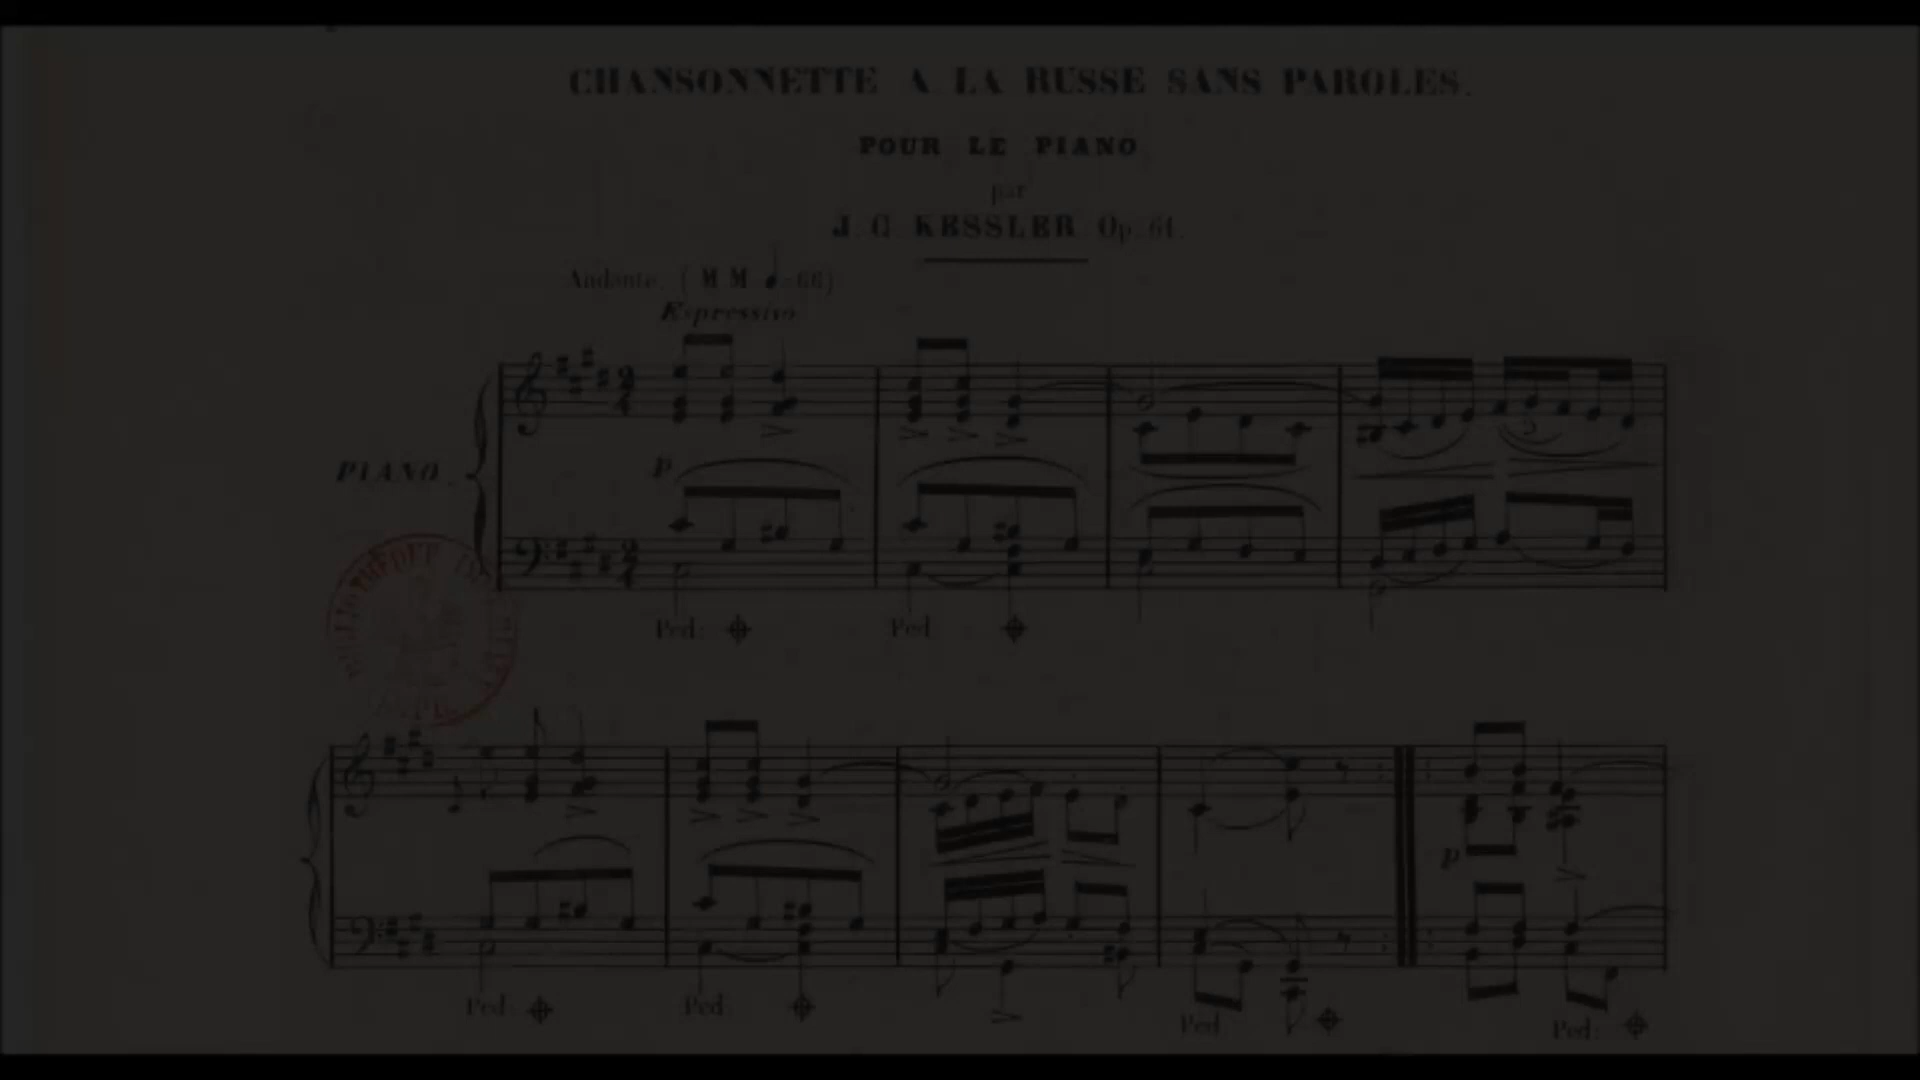 CHANSONNETTE A LA RUSSE SANS PAROLES.
POUR LE PIANO
par
J. C. KESSLER Op. 61.
Andante. ( M M ♩=66)
Espressivo
PIANO.
p
Ped: Ped
Ped: Ped:
p
Ped Ped: